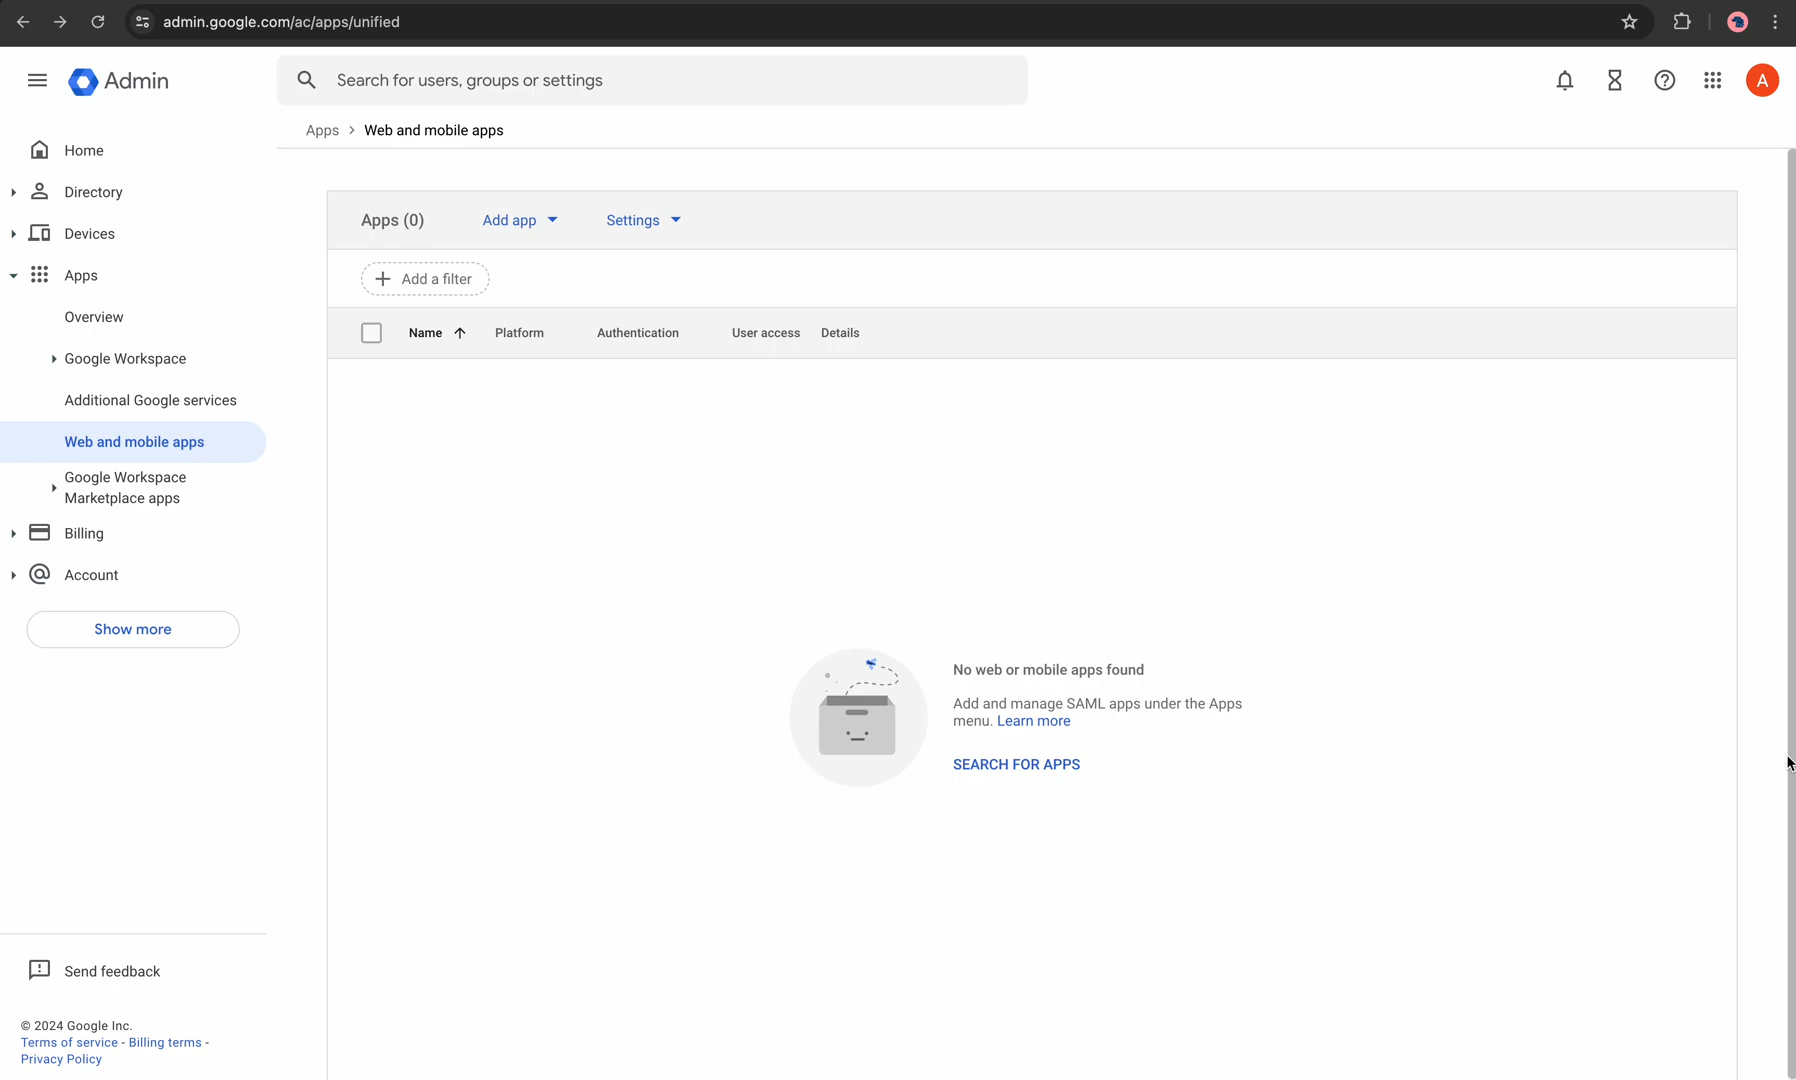 admin.google.com/ac/apps/unified
Admin
Search for users, groups or settings
A
Apps > Web and mobile apps
Home
Directory
Devices
Apps
Overview
Google Workspace
Additional Google services
Web and mobile apps
Google Workspace
Marketplace apps
Billing
Account
Show more
Send feedback
© 2024 Google Inc.
Terms of service - Billing terms -
Privacy Policy
Apps (0)
Add app
Settings
Add a filter
Name
Platform
Authentication
User access
Details
No web or mobile apps found
Add and manage SAML apps under the Apps
menu. Learn more
SEARCH FOR APPS